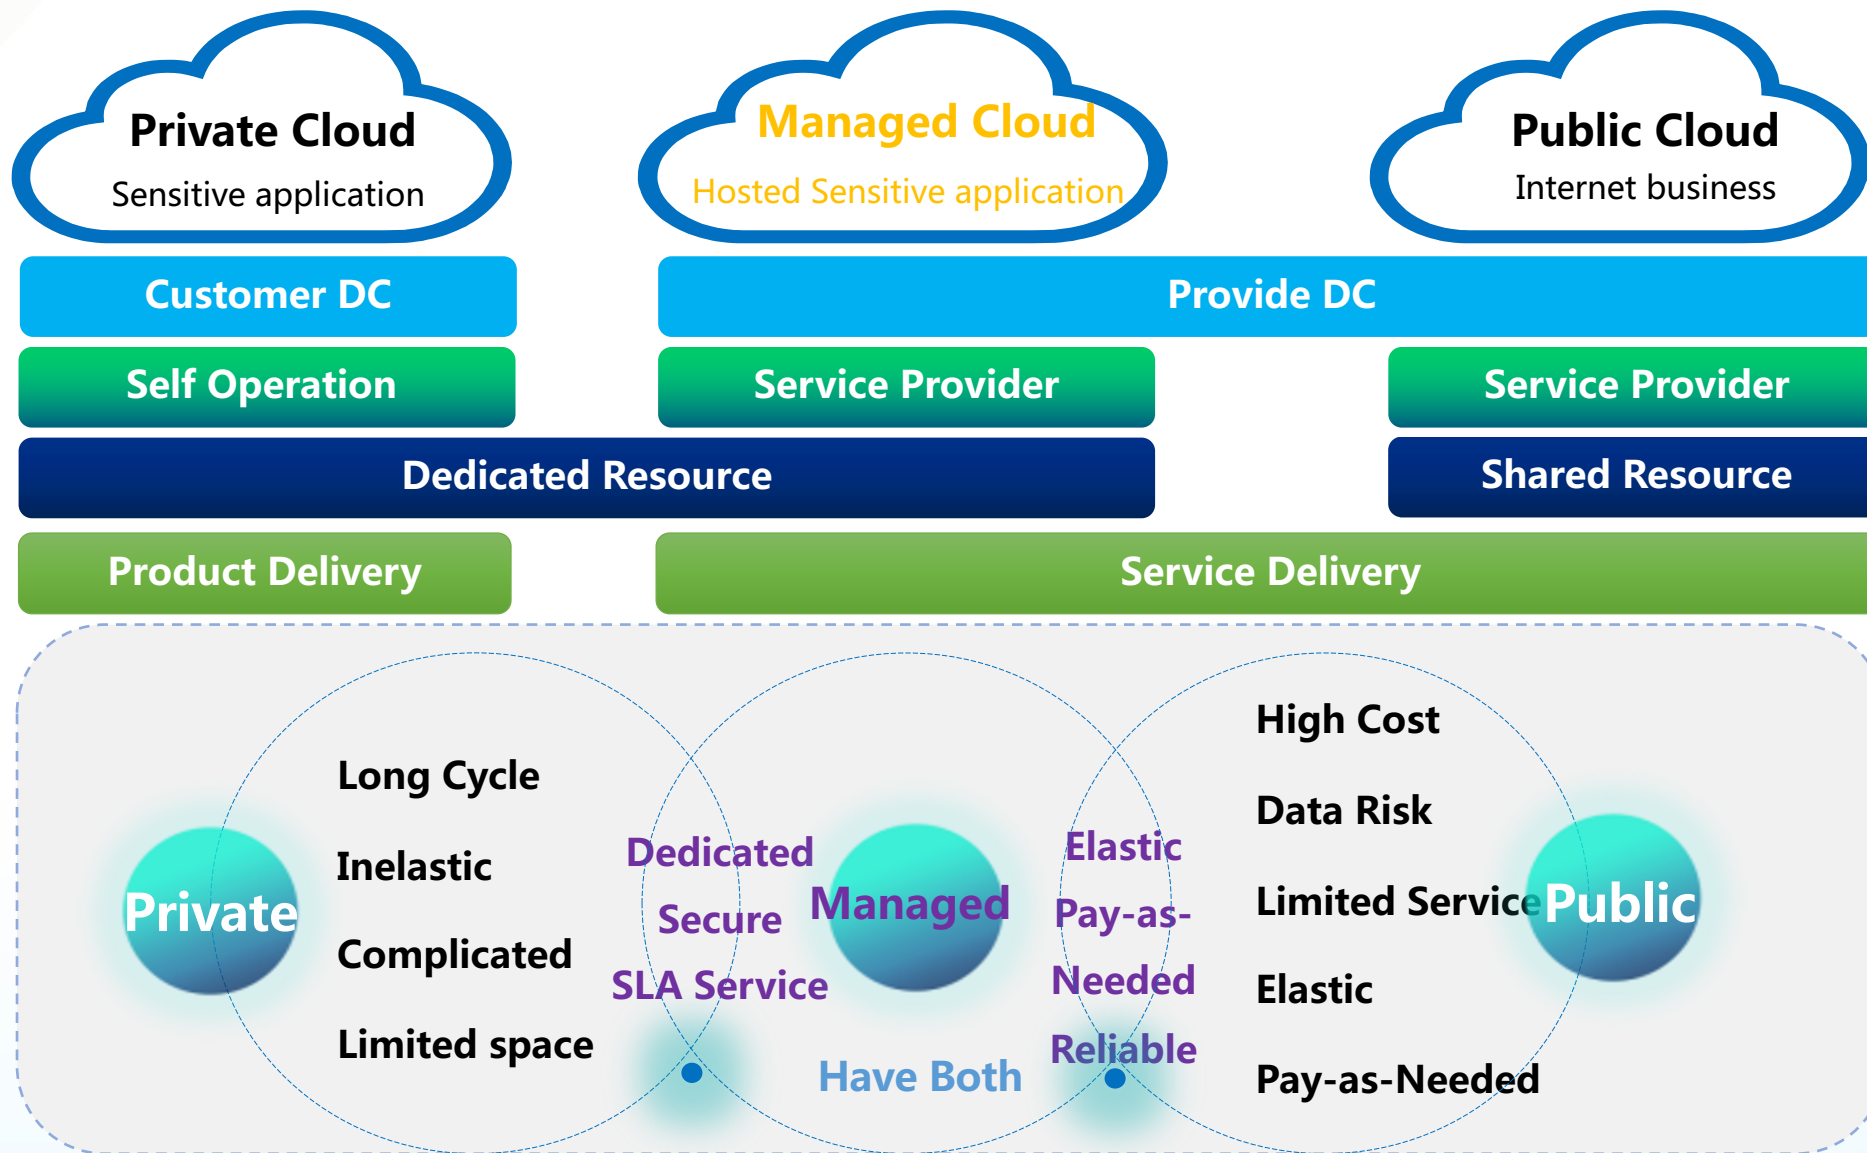 Private Cloud
Sensitive application
Managed Cloud
Hosted Sensitive application
Public Cloud
Internet business
Customer DC
Provide DC
Self Operation
Service Provider
Service Provider
Dedicated Resource
Shared Resource
Product Delivery
Service Delivery
Private
Long Cycle
Inelastic
Complicated
Limited space
Dedicated
Secure
SLA Service
Managed
Have Both
Elastic
Pay-as-
Needed
Reliable
High Cost
Data Risk
Limited Service
Elastic
Pay-as-Needed
Public